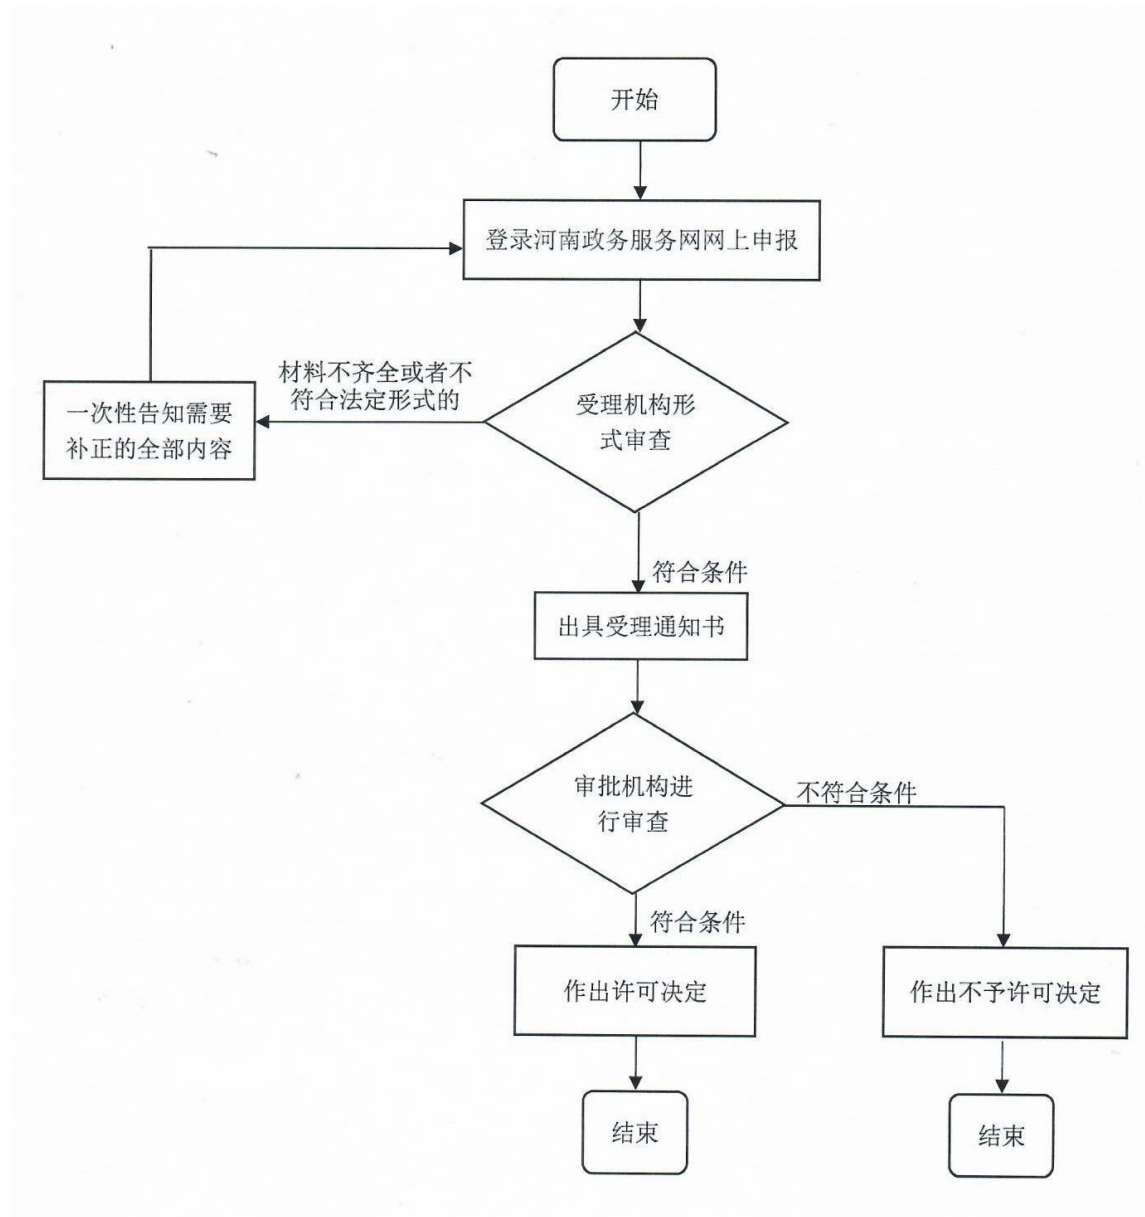 开始
登录河南政务服务网网上申报
材料不齐全或者不
符合法定形式的
一次性告知需要
补正的全部内容
受理机构形
式审查
符合条件
出具受理通知书
审批机构进
行审查
不符合条件
符合条件
作出许可决定
作出不予许可决定
结束
结束